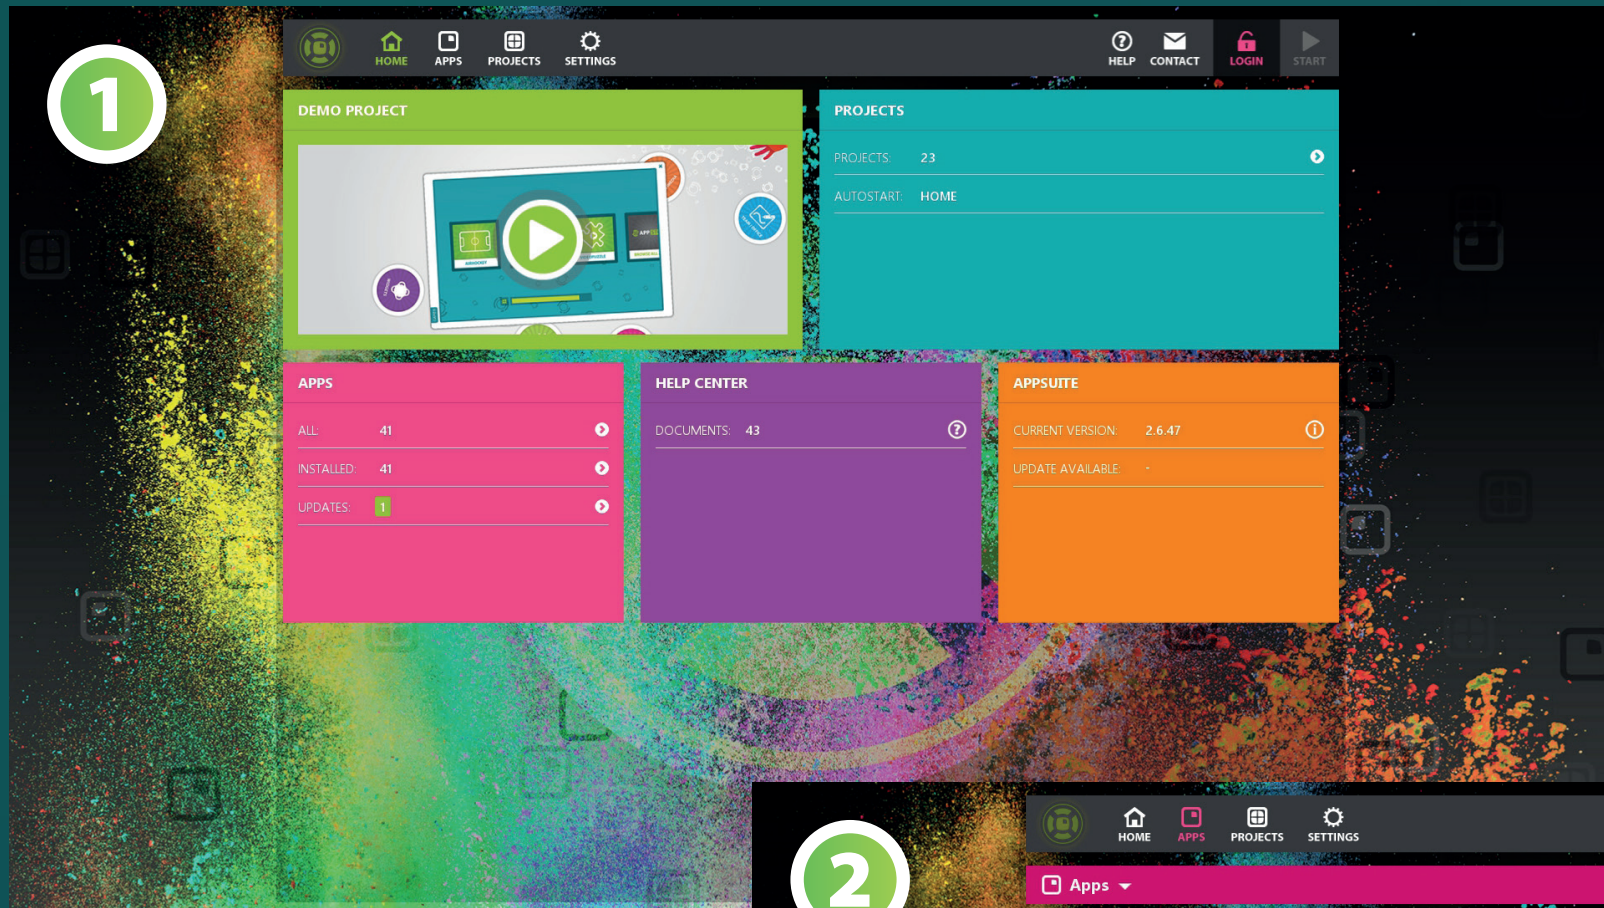 1
HOME APPS PROJECTS SETTINGS HELP CONTACT LOGIN START
DEMO PROJECT
PROJECTS
PROJECTS: 23
AUTOSTART: HOME
APPS
ALL: 41
INSTALLED: 41
UPDATES: 1
HELP CENTER
DOCUMENTS: 43
APPSUITE
CURRENT VERSION: 2.6.47
UPDATE AVAILABLE: -
2
HOME APPS PROJECTS SETTINGS
Apps